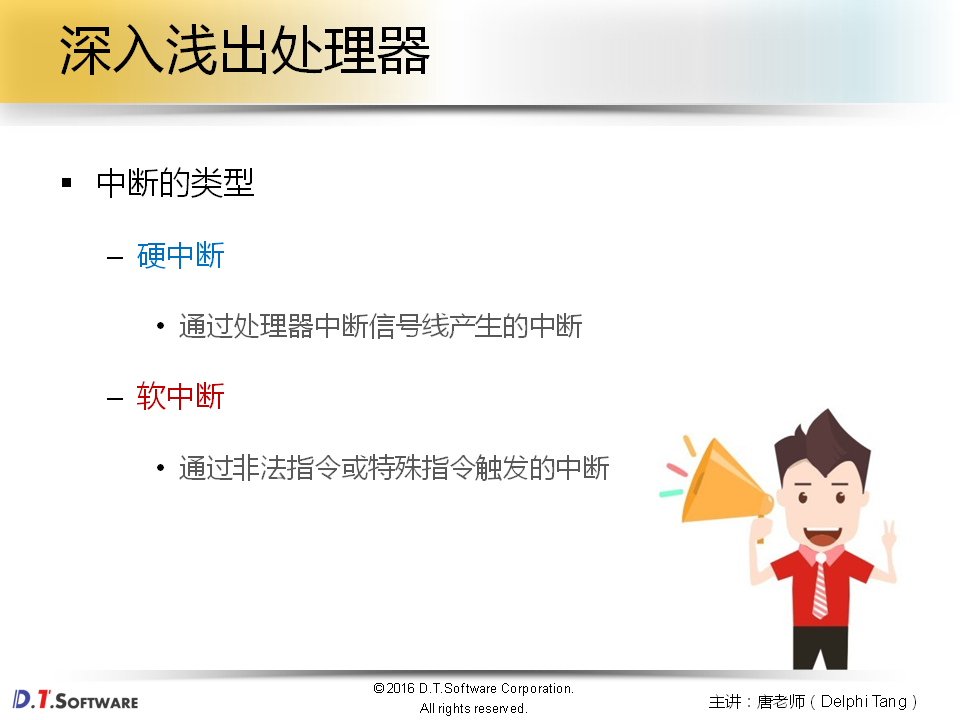 深入浅出处理器
▪ 中断的类型
– 硬中断
• 通过处理器中断信号线产生的中断
– 软中断
• 通过非法指令或特殊指令触发的中断
D.T.SOFTWARE
©2016 D.T.Software Corporation.
All rights reserved.
主讲：唐老师（Delphi Tang）